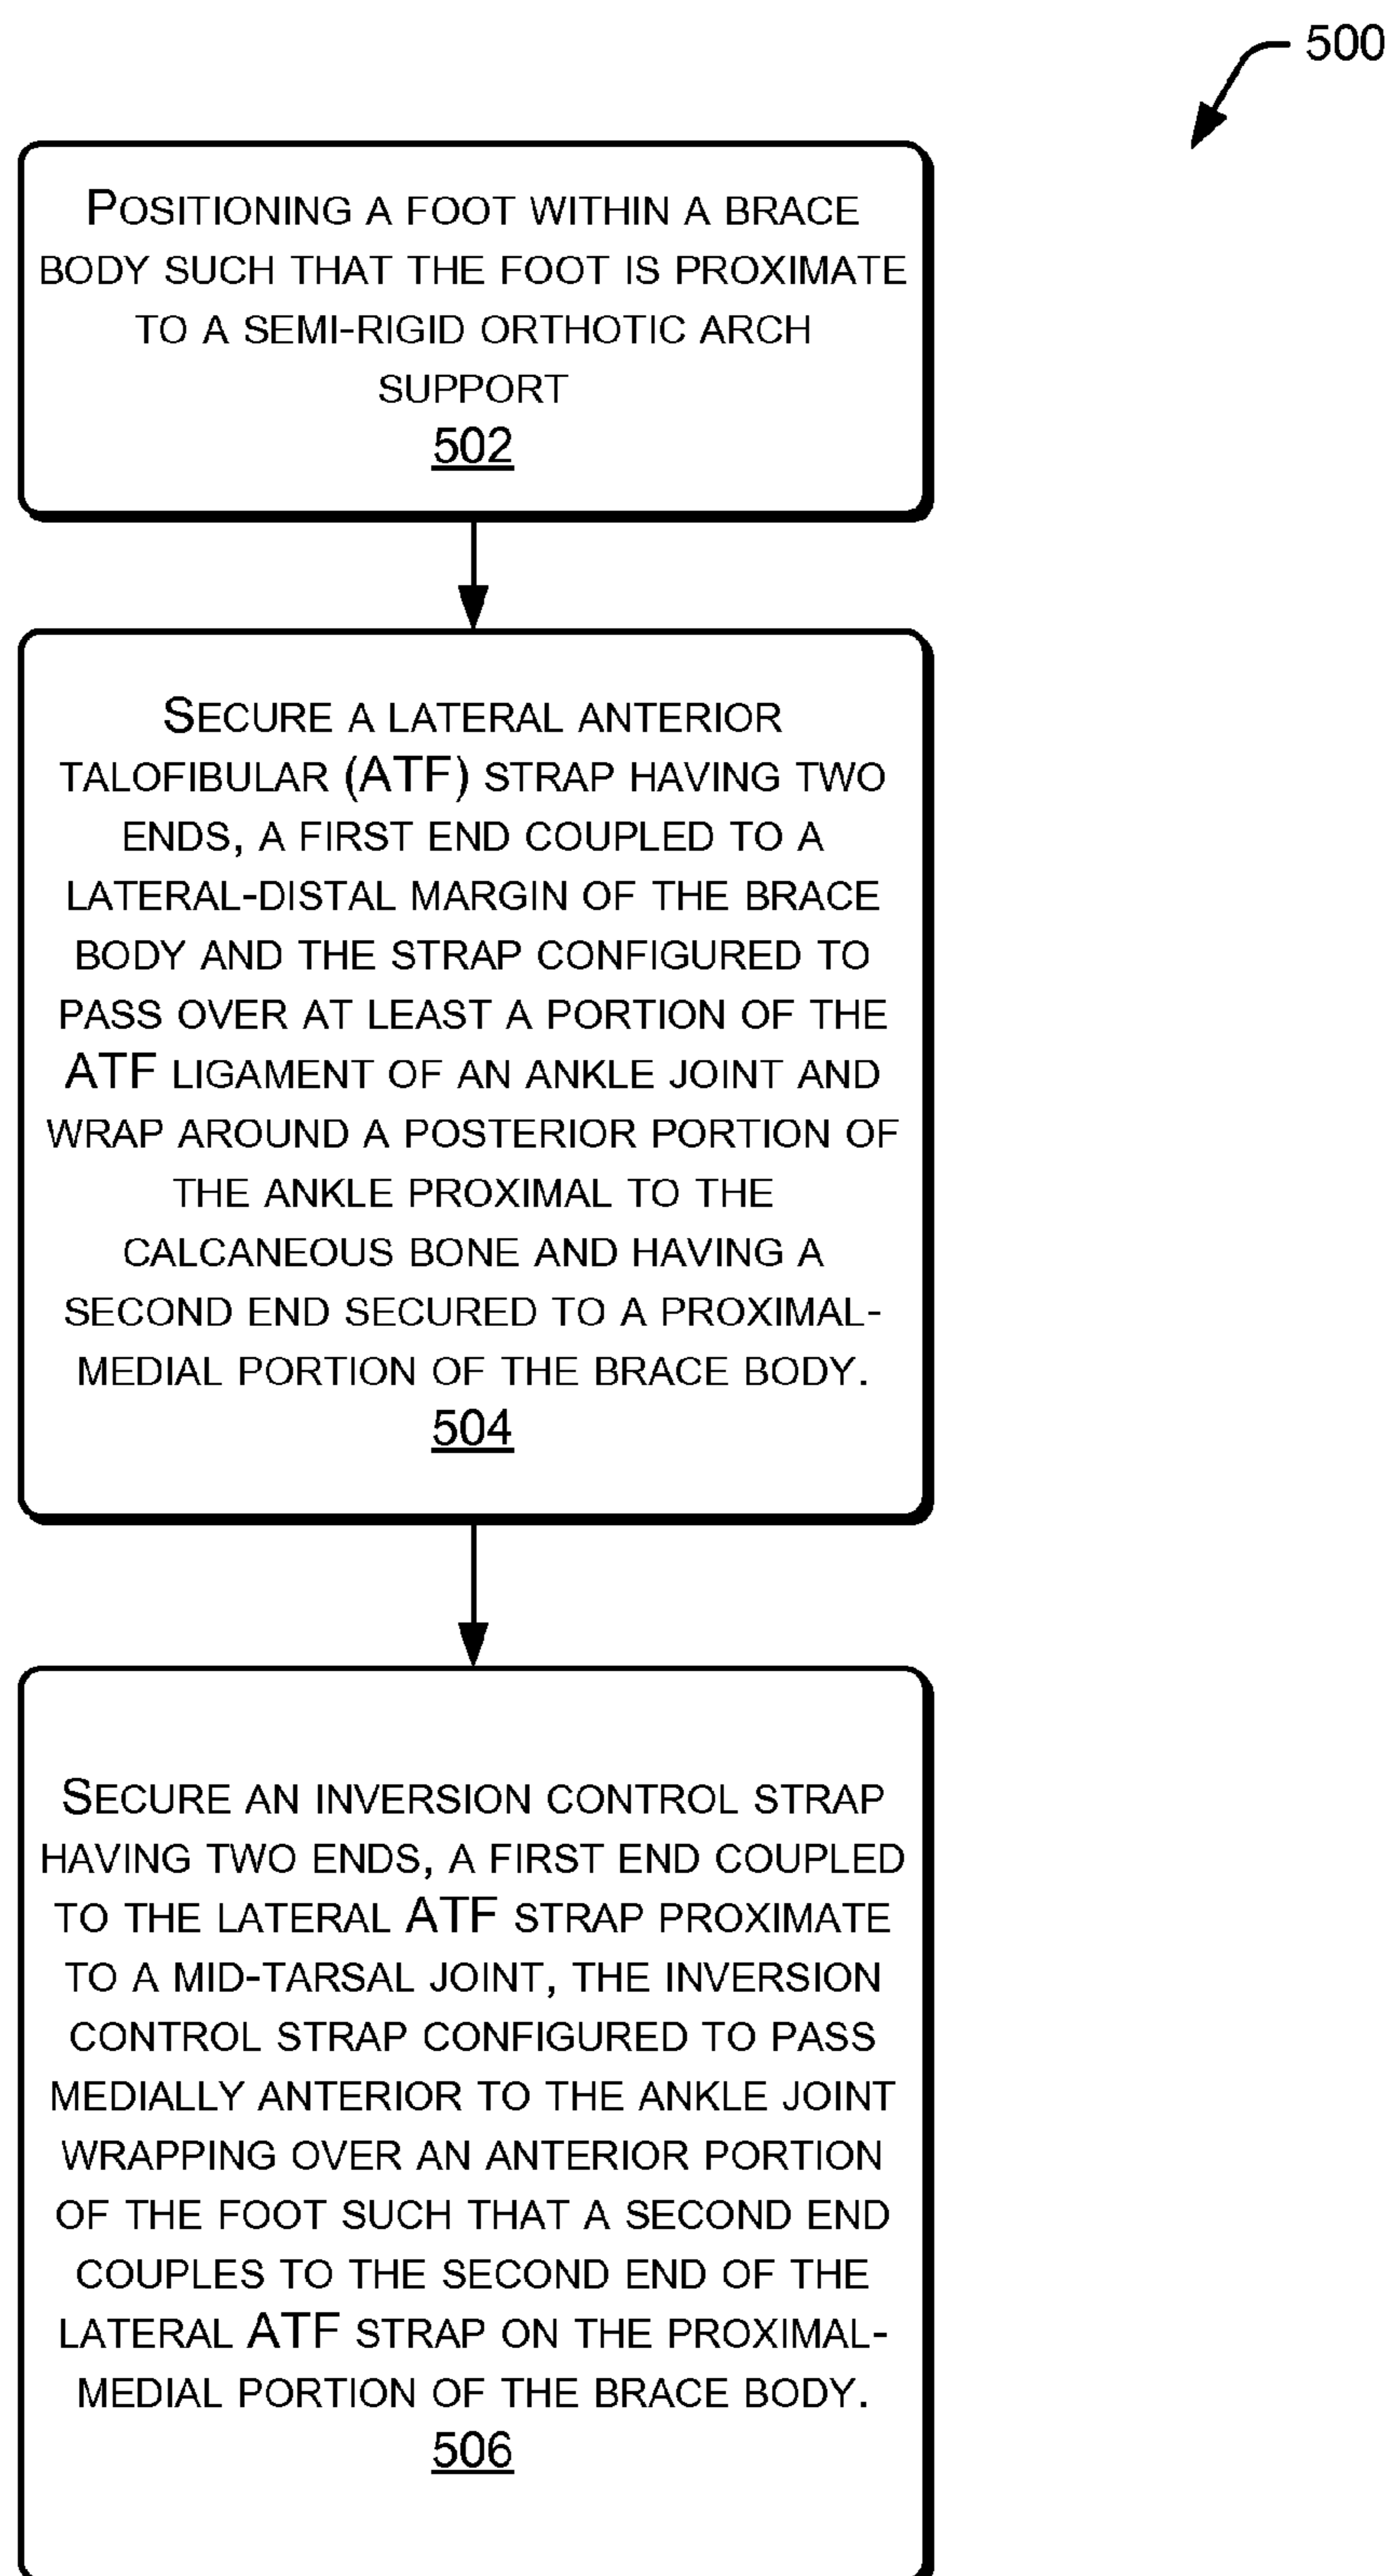 500
POSITIONING A FOOT WITHIN A BRACE
BODY SUCH THAT THE FOOT IS PROXIMATE
TO A SEMI-RIGID ORTHOTIC ARCH
SUPPORT
502
SECURE A LATERAL ANTERIOR
TALOFIBULAR (ATF) STRAP HAVING TWO
ENDS, A FIRST END COUPLED TO A
LATERAL-DISTAL MARGIN OF THE BRACE
BODY AND THE STRAP CONFIGURED TO
PASS OVER AT LEAST A PORTION OF THE
ATF LIGAMENT OF AN ANKLE JOINT AND
WRAP AROUND A POSTERIOR PORTION OF
THE ANKLE PROXIMAL TO THE
CALCANEOUS BONE AND HAVING A
SECOND END SECURED TO A PROXIMAL-
MEDIAL PORTION OF THE BRACE BODY.
504
SECURE AN INVERSION CONTROL STRAP
HAVING TWO ENDS, A FIRST END COUPLED
TO THE LATERAL ATF STRAP PROXIMATE
TO A MID-TARSAL JOINT, THE INVERSION
CONTROL STRAP CONFIGURED TO PASS
MEDIALLY ANTERIOR TO THE ANKLE JOINT
WRAPPING OVER AN ANTERIOR PORTION
OF THE FOOT SUCH THAT A SECOND END
COUPLES TO THE SECOND END OF THE
LATERAL ATF STRAP ON THE PROXIMAL-
MEDIAL PORTION OF THE BRACE BODY.
506